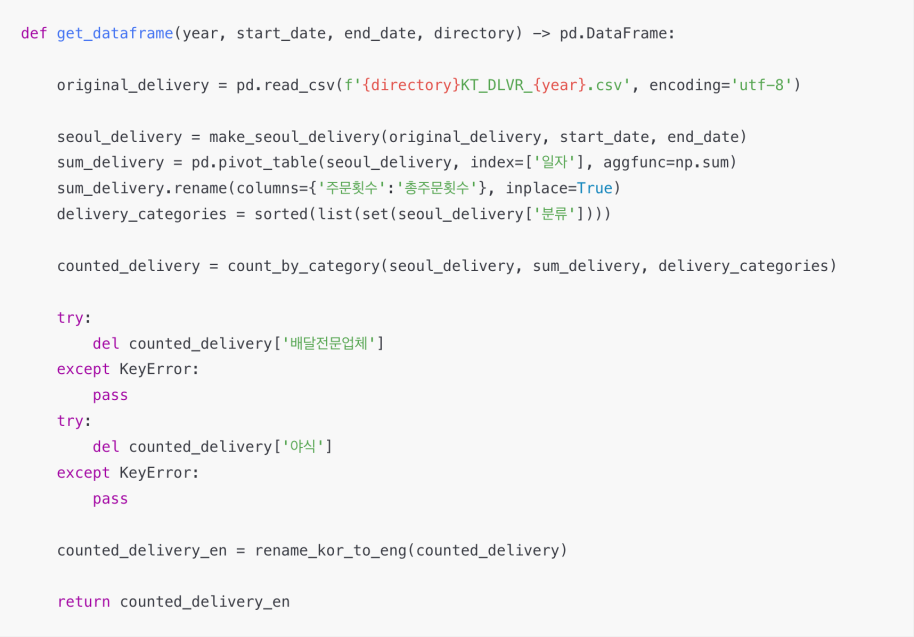 def get_dataframe(year, start_date, end_date, directory) -> pd.DataFrame:
original_delivery = pd.read_csv(f'{directory}KT_DLVR_{year}.csv', encoding='utf-8')
seoul_delivery = make_seoul_delivery(original_delivery, start_date, end_date)
sum_delivery = pd.pivot_table(seoul_delivery, index=['일자'], aggfunc=np.sum)
sum_delivery.rename(columns={'주문횟수':'총주문횟수'}, inplace=True)
delivery_categories = sorted(list(set(seoul_delivery['분류'])))
counted_delivery = count_by_category(seoul_delivery, sum_delivery, delivery_categories)
try:
del counted_delivery['배달전문업체']
except KeyError:
pass
try:
del counted_delivery['야식']
except KeyError:
pass
counted_delivery_en = rename_kor_to_eng(counted_delivery)
return counted_delivery_en